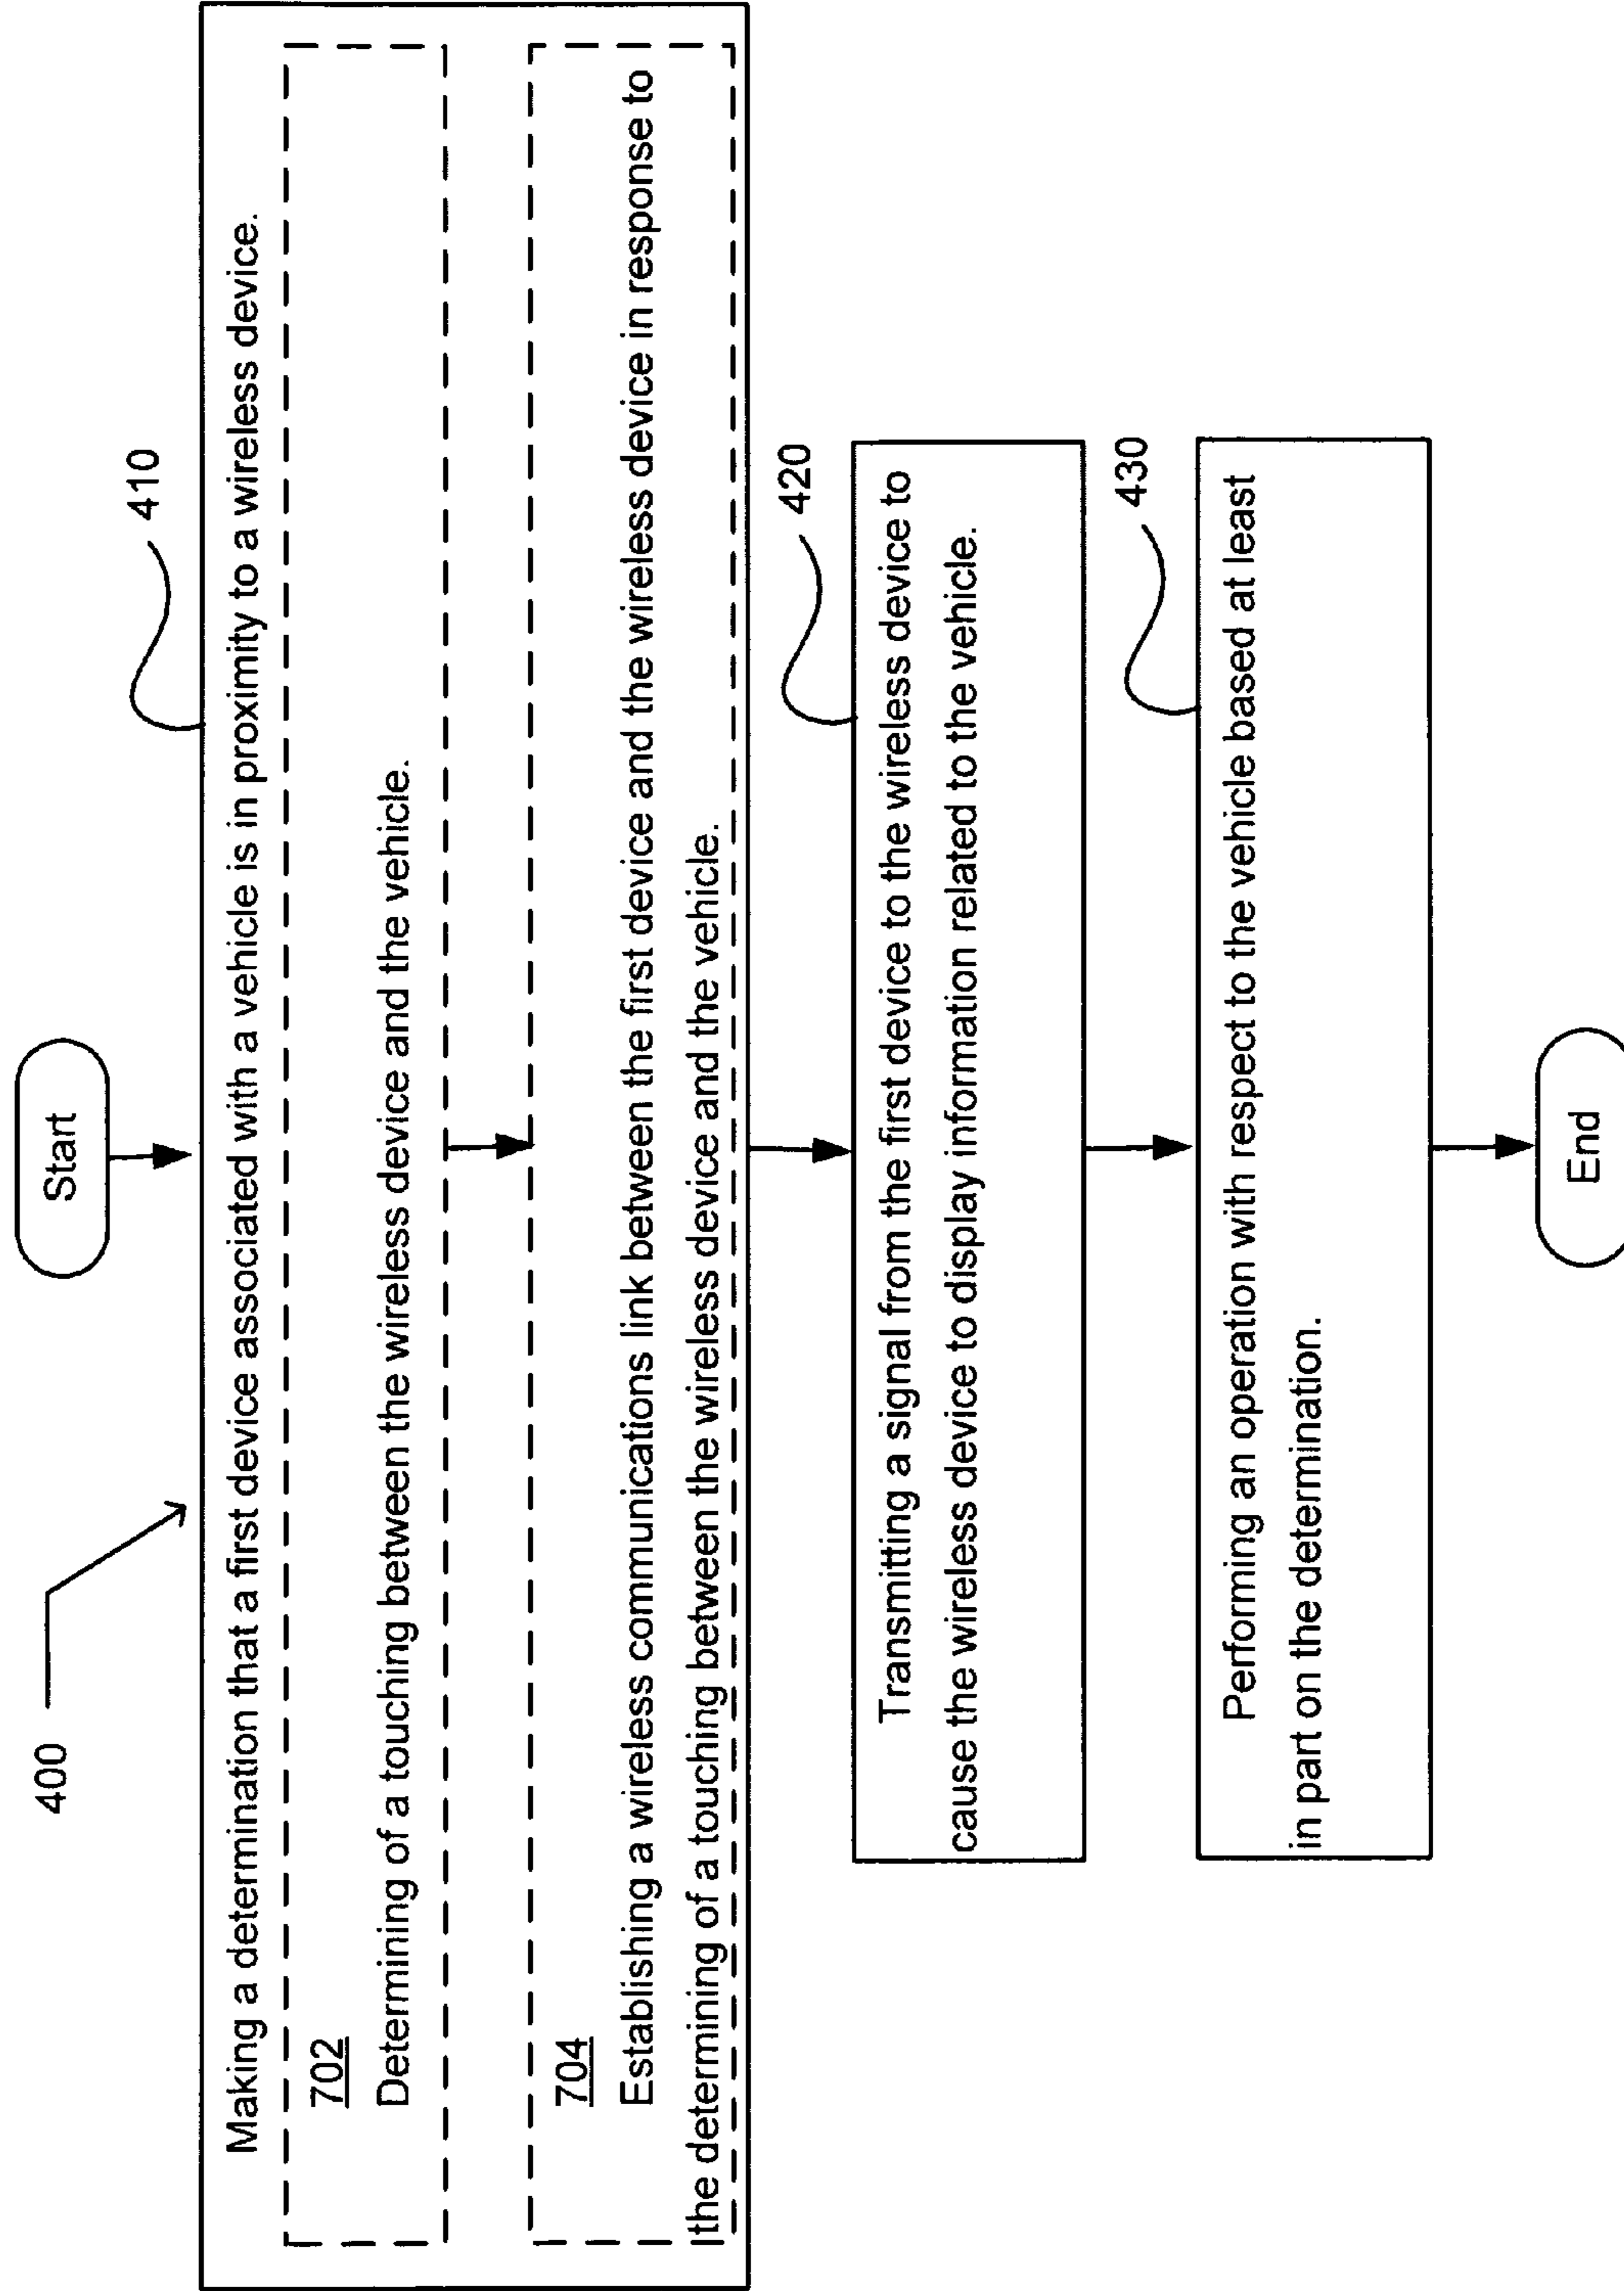 400
Start
410
Making a determination that a first device associated with a vehicle is in proximity to a wireless device.
702
Determining of a touching between the wireless device and the vehicle.
704
Establishing a wireless communications link between the first device and the wireless device in response to
the determining of a touching between the wireless device and the vehicle.
420
Transmitting a signal from the first device to the wireless device to
cause the wireless device to display information related to the vehicle.
430
Performing an operation with respect to the vehicle based at least
in part on the determination.
End